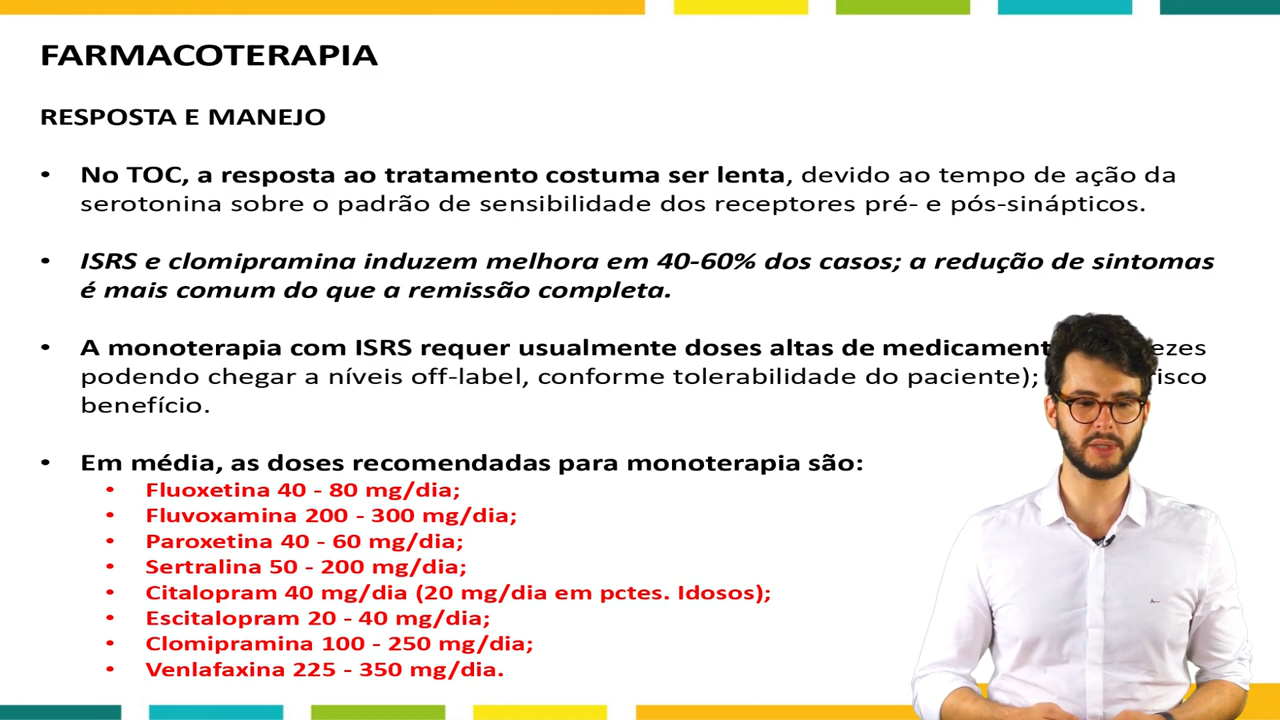 FARMACOTERAPIA
RESPOSTA E MANEJO
• No TOC, a resposta ao tratamento costuma ser lenta, devido ao tempo de ação da
serotonina sobre o padrão de sensibilidade dos receptores pré- e pós-sinápticos.
• ISRS e clomipramina induzem melhora em 40-60% dos casos; a redução de sintomas
é mais comum do que a remissão completa.
• A monoterapia com ISRS requer usualmente doses altas de
podendo chegar a níveis off-label, conforme tolerabilidade do paciente);
benefício.
• Em média, as doses recomendadas para monoterapia são:
• Fluoxetina 40 - 80 mg/dia;
• Fluvoxamina 200 - 300 mg/dia;
• Paroxetina 40 - 60 mg/dia;
• Sertralina 50 - 200 mg/dia;
• Citalopram 40 mg/dia (20 mg/dia em pctes. Idosos);
• Escitalopram 20 - 40 mg/dia;
• Clomipramina 100 - 250 mg/dia;
• Venlafaxina 225 - 350 mg/dia.